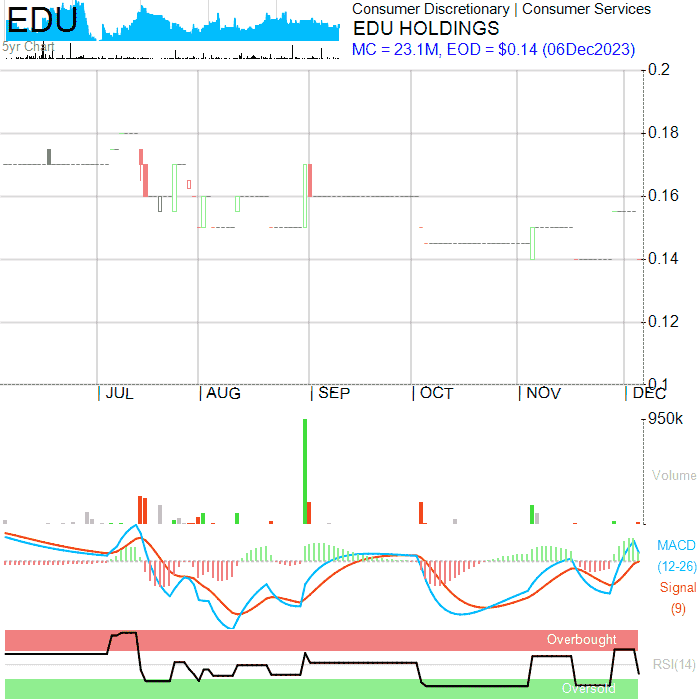 EDU
5yr Chart
Consumer Discretionary | Consumer Services
EDU HOLDINGS
MC = 23.1M, EOD = $0.14 (06Dec2023)
0.2
0.18
0.16
0.14
0.12
0.1
JUL
AUG
SEP
OCT
NOV
DEC
950k
Volume
MACD
(12-26)
Signal
(9)
Overbought
RSI(14)
Oversold